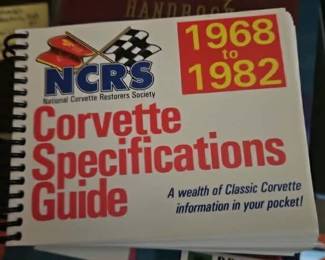 HANDBOOK
NCRS
National Corvette Restorers Society
1968
to
1982
Corvette
Specifications
Guide
A wealth of Classic Corvette
information in your pocket!